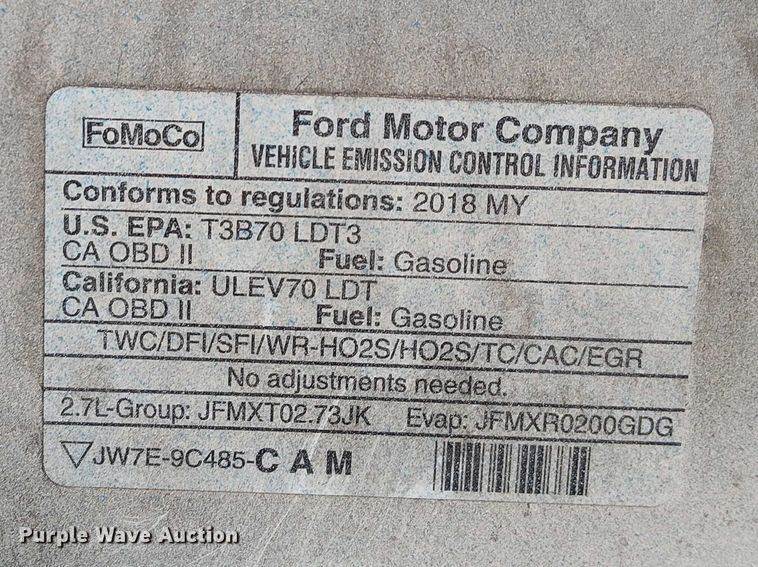 FoMoCo
Ford Motor Company
VEHICLE EMISSION CONTROL INFORMATION
Conforms to regulations: 2018 MY
U.S. EPA: T3B70 LDT3
CA OBD II Fuel: Gasoline
California: ULEV70 LDT
CA OBD II Fuel: Gasoline
TWC/DFI/SFI/WR-HO2S/HO2S/TC/CAC/EGR
No adjustments needed.
2.7L-Group: JFMXT02.73JK Evap: JFMXR0200GDG
▽JW7E-9C485-C A M
Purple Wave Auction